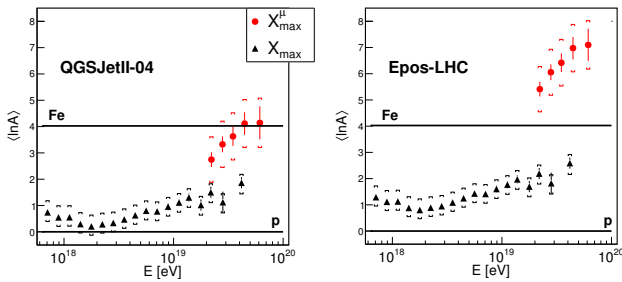 8
7
6
5
4
3
2
1
0
⟨lnA⟩
QGSJetII-04
X^μ_max
X_max
Fe
p
10^18
10^19
10^20
E [eV]
8
7
6
5
4
3
2
1
0
⟨lnA⟩
Epos-LHC
Fe
p
10^18
10^19
10^20
E [eV]